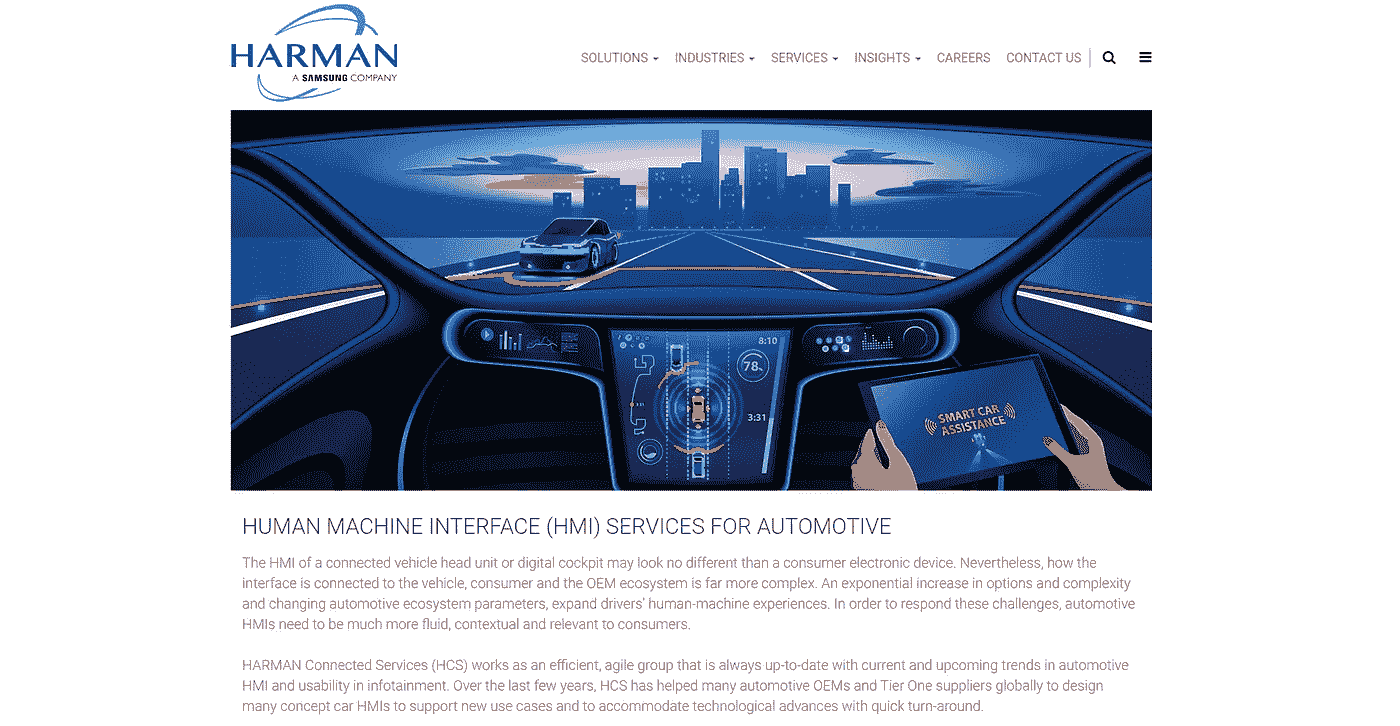 HARMAN
A SAMSUNG COMPANY
SOLUTIONS INDUSTRIES SERVICES INSIGHTS CAREERS CONTACT US
8:10
78
3:31
SMART CAR
ASSISTANCE
HUMAN MACHINE INTERFACE (HMI) SERVICES FOR AUTOMOTIVE
The HMI of a connected vehicle head unit or digital cockpit may look no different than a consumer electronic device. Nevertheless, how the
interface is connected to the vehicle, consumer and the OEM ecosystem is far more complex. An exponential increase in options and complexity
and changing automotive ecosystem parameters, expand drivers' human-machine experiences. In order to respond these challenges, automotive
HMIs need to be much more fluid, contextual and relevant to consumers.
HARMAN Connected Services (HCS) works as an efficient, agile group that is always up-to-date with current and upcoming trends in automotive
HMI and usability in infotainment. Over the last few years, HCS has helped many automotive OEMs and Tier One suppliers globally to design
many concept car HMIs to support new use cases and to accommodate technological advances with quick turn-around.